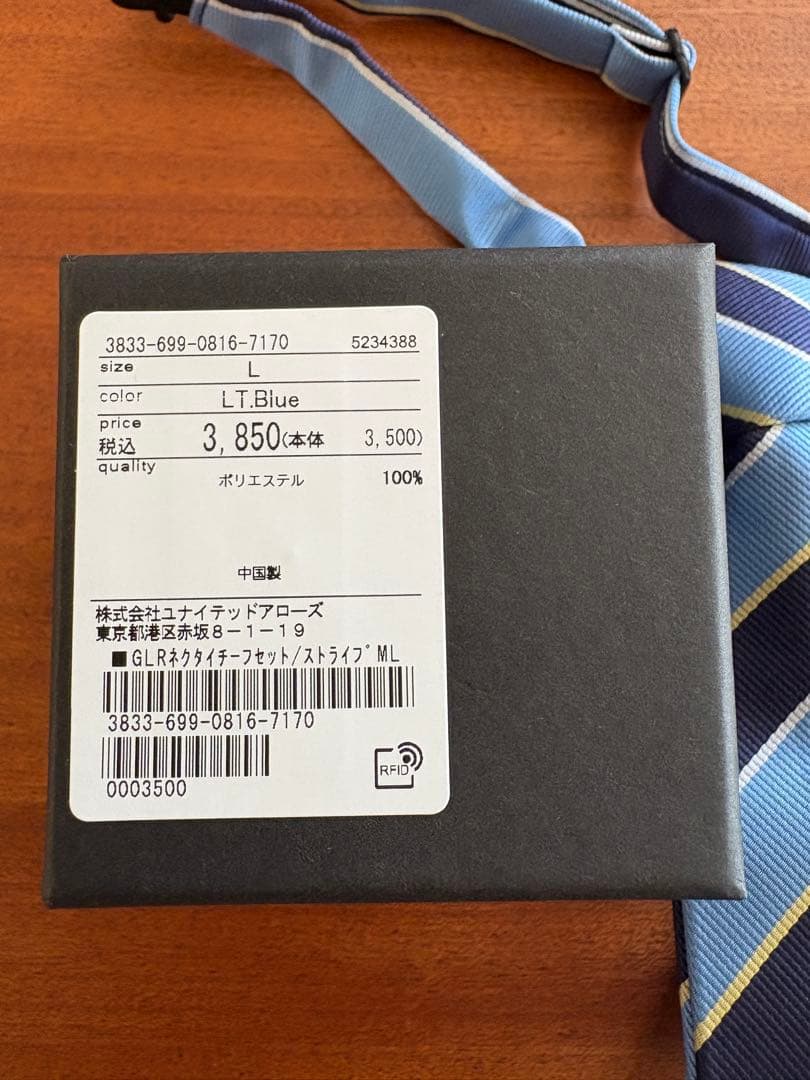 3833-699-0816-7170 5234388
size L
color LT.Blue
price
税込 3,850(本体 3,500)
quality
ポリエステル 100%
中国製
株式会社ユナイテッドアローズ
東京都港区赤坂8-1-19
■GLRネクタイチーフセット/ストライプML
3833-699-0816-7170
RFID
0003500